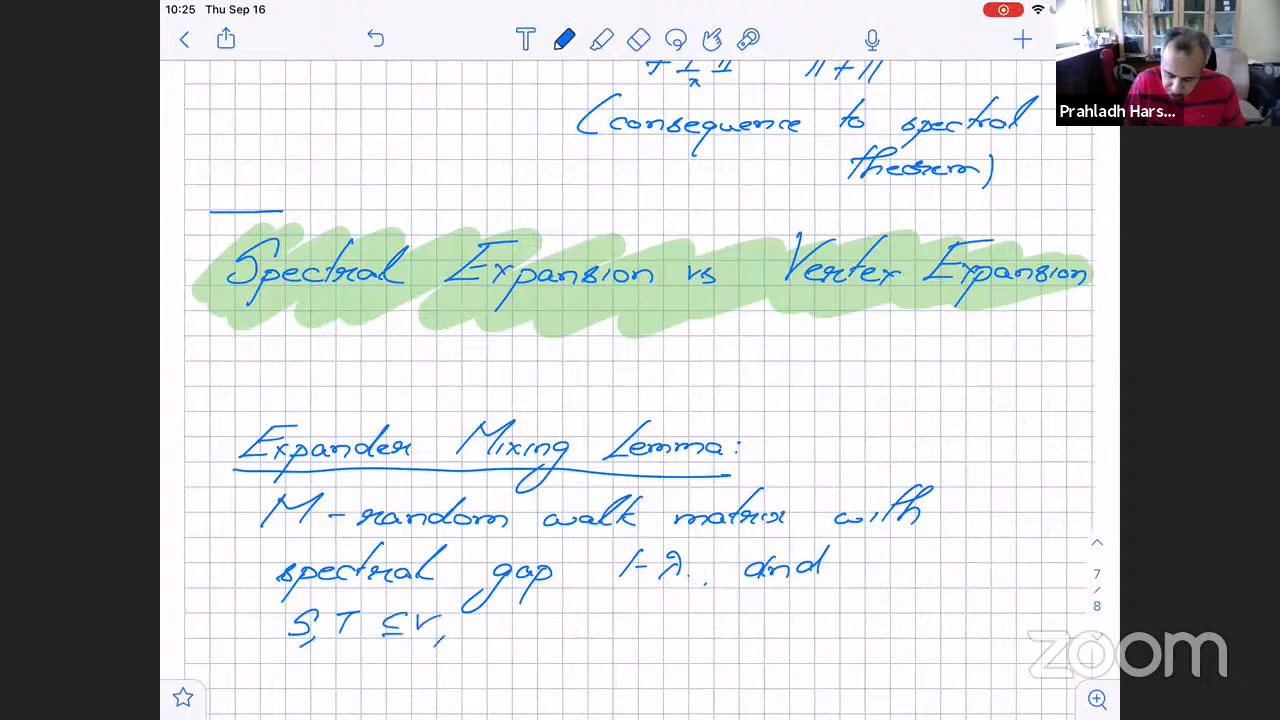 10:25 Thu Sep 16
Prahladh Hars...
(consequence to spectral
theorem)
Spectral Expansion vs Vertex Expansion
Expander Mixing Lemma:
M - random walk matrix with
spectral gap 1-λ. and
S, T ⊆ V,
7
/
8
zoom